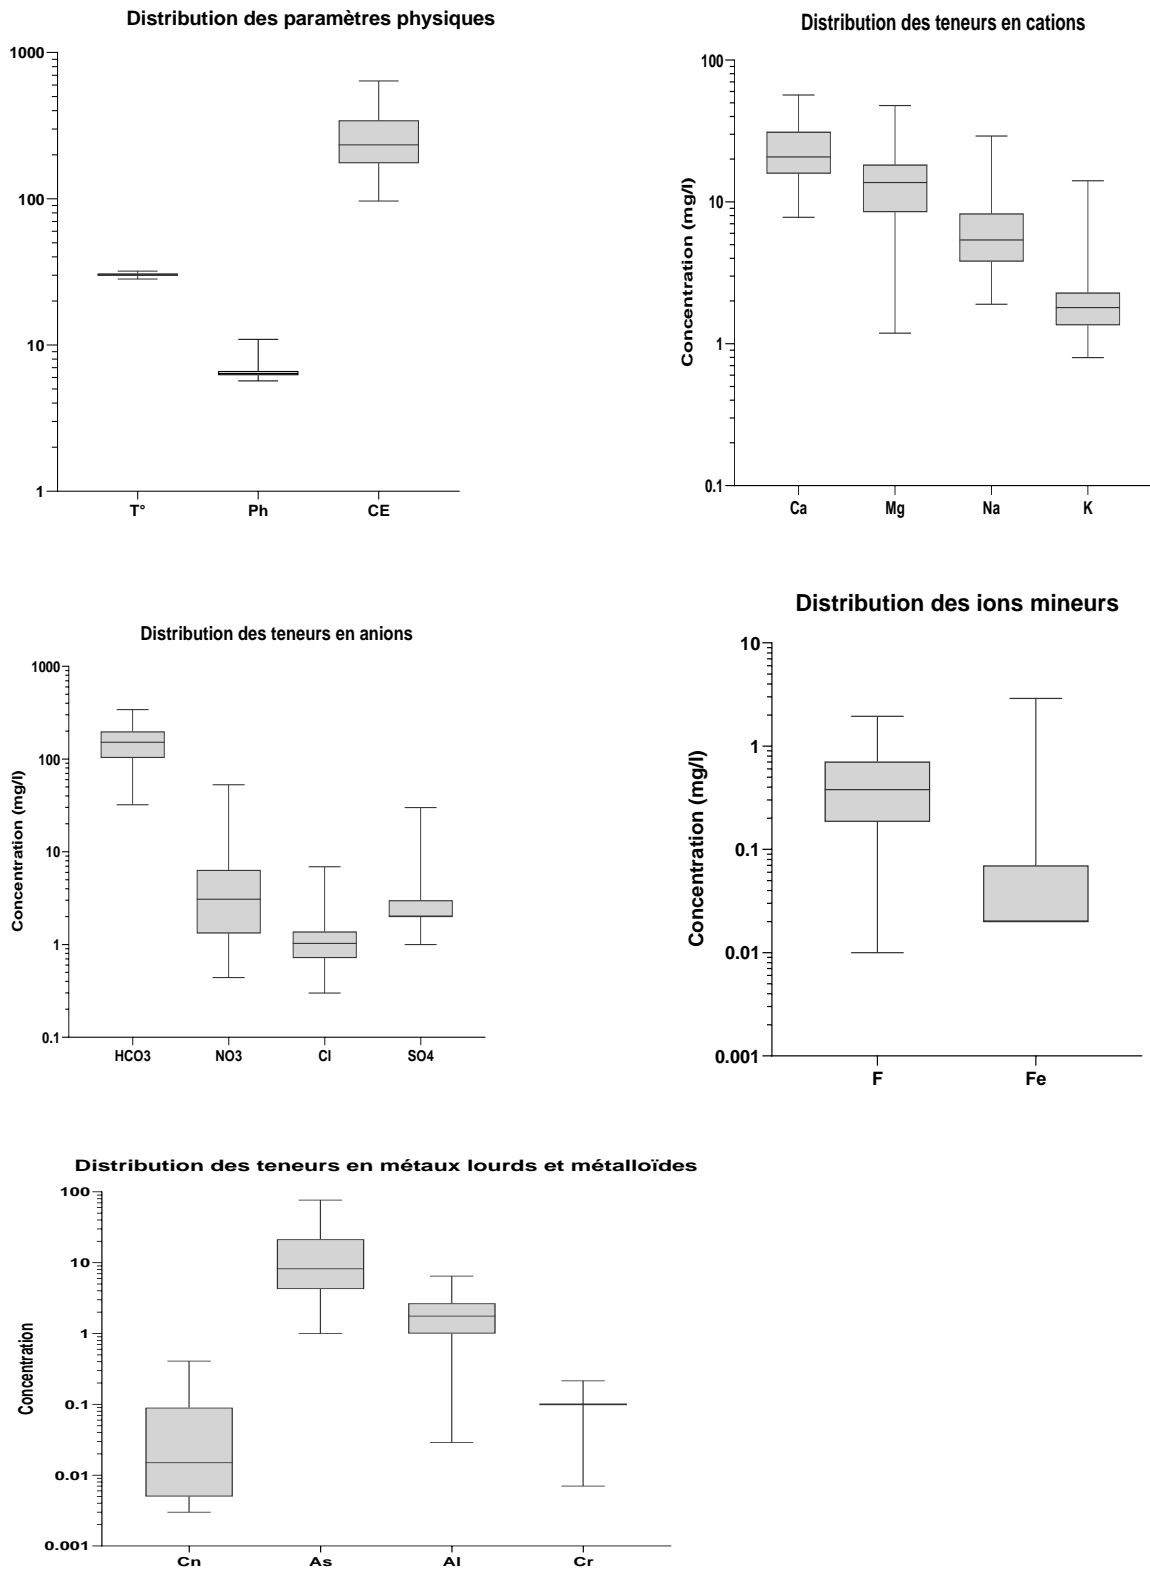 Distribution des paramètres physiques
1000
100
10
1
T°
Ph
CE
Distribution des teneurs en cations
Concentration (mg/l)
100
10
1
0.1
Ca
Mg
Na
K
Distribution des teneurs en anions
Concentration (mg/l)
1000
100
10
1
0.1
HCO3
NO3
Cl
SO4
Distribution des ions mineurs
Concentration (mg/l)
10
1
0.1
0.01
0.001
F
Fe
Distribution des teneurs en métaux lourds et métalloïdes
Concentration
100
10
1
0.1
0.01
0.001
Cn
As
Al
Cr